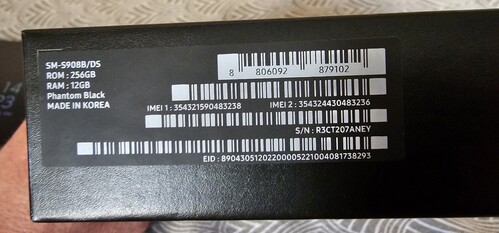 SM-S908B/DS
ROM : 256GB
RAM : 12GB
Phantom Black
MADE IN KOREA
8 806092 879102
IMEI 1 : 354321590483238 IMEI 2 : 354324430483236
S/N : R3CT207ANEY
EID : 89043051202200005221004081738293